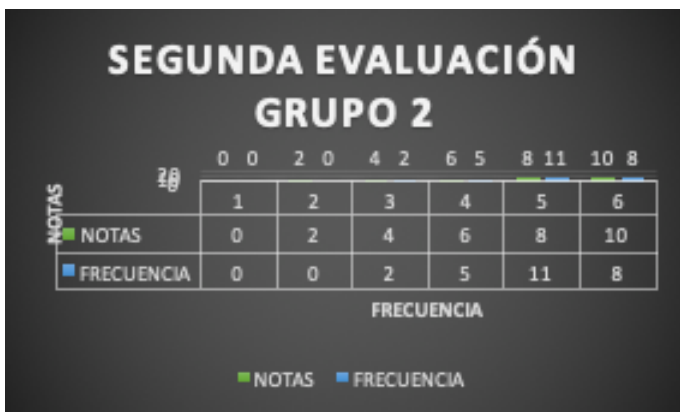 SEGUNDA EVALUACIÓN
GRUPO 2
0 0 2 0 4 2 6 5 8 11 10 8
NOTAS
1 2 3 4 5 6
NOTAS 0 2 4 6 8 10
FRECUENCIA 0 0 2 5 11 8
FRECUENCIA
NOTAS FRECUENCIA